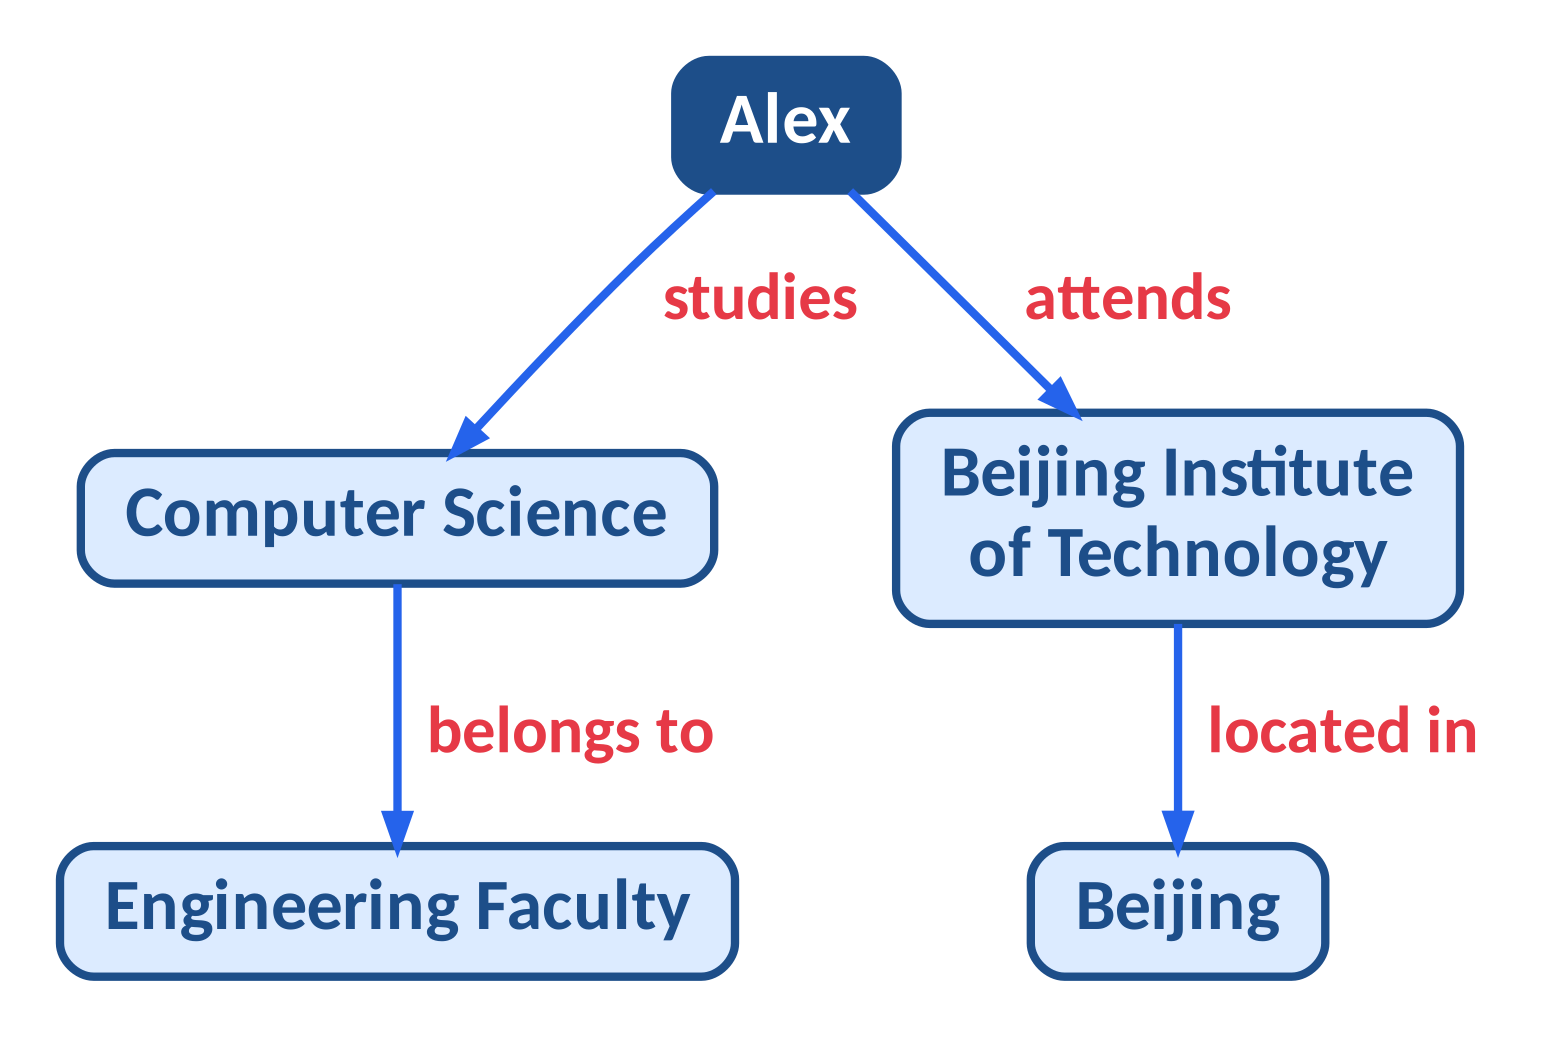 Alex
studies
attends
Computer Science
Beijing Institute
of Technology
belongs to
located in
Engineering Faculty
Beijing